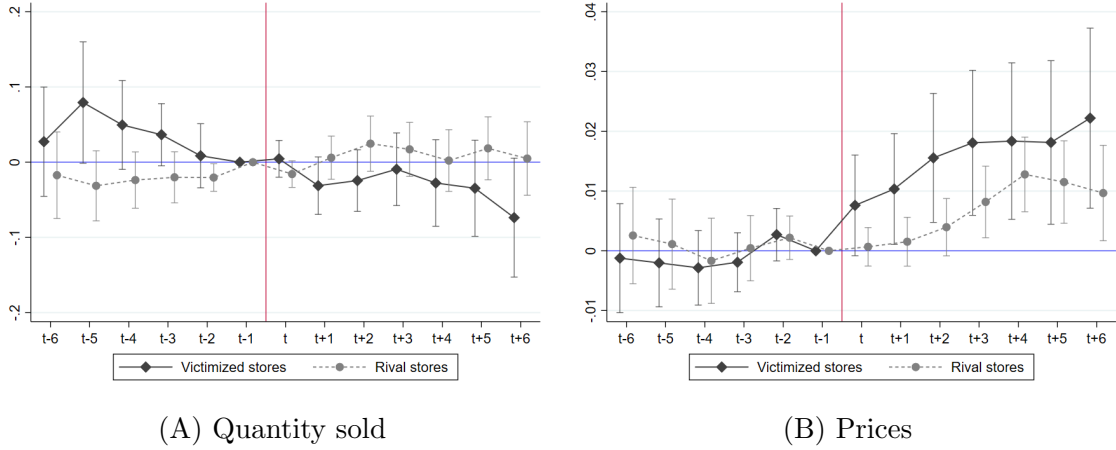 .2
.1
0
-.1
-.2
t-6 t-5 t-4 t-3 t-2 t-1 t t+1 t+2 t+3 t+4 t+5 t+6
Victimized stores Rival stores
(A) Quantity sold
.04
.03
.02
.01
0
-.01
t-6 t-5 t-4 t-3 t-2 t-1 t t+1 t+2 t+3 t+4 t+5 t+6
Victimized stores Rival stores
(B) Prices